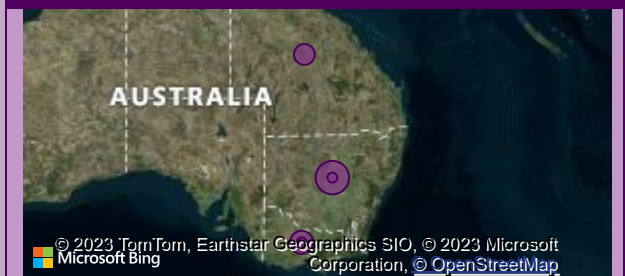 AUSTRALIA
© 2023 TomTom, Earthstar Geographics SIO, © 2023 Microsoft
Microsoft Bing
Corporation, © OpenStreetMap